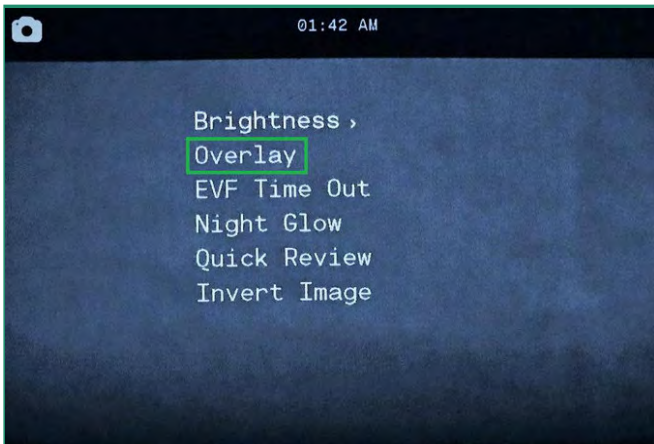 01:42 AM
Brightness ›
Overlay
EVF Time Out
Night Glow
Quick Review
Invert Image